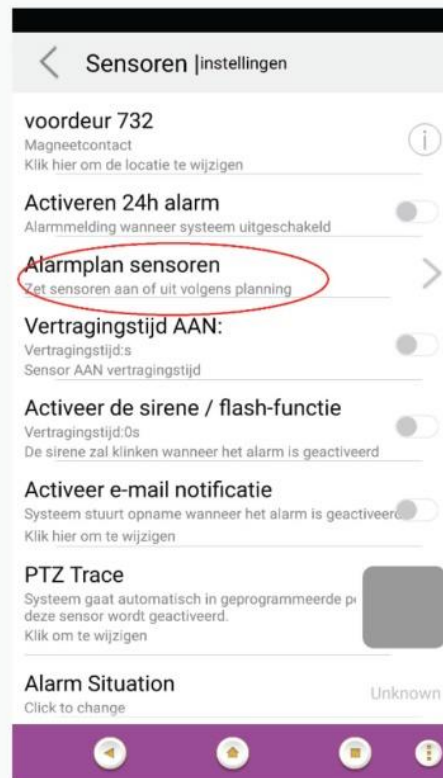 Sensoren |instellingen
voordeur 732
Magneetcontact
Klik hier om de locatie te wijzigen
Activeren 24h alarm
Alarmmelding wanneer systeem uitgeschakeld
Alarmplan sensoren
Zet sensoren aan of uit volgens planning
Vertragingstijd AAN:
Vertragingstijd:s
Sensor AAN vertragingstijd
Activeer de sirene / flash-functie
Vertragingstijd:0s
De sirene zal klinken wanneer het alarm is geactiveerd
Activeer e-mail notificatie
Systeem stuurt opname wanneer het alarm is geactiveerd
Klik hier om te wijzigen
PTZ Trace
Systeem gaat automatisch in geprogrammeerde
deze sensor wordt geactiveerd.
Klik om te wijzigen
Alarm Situation
Unknown
Click to change